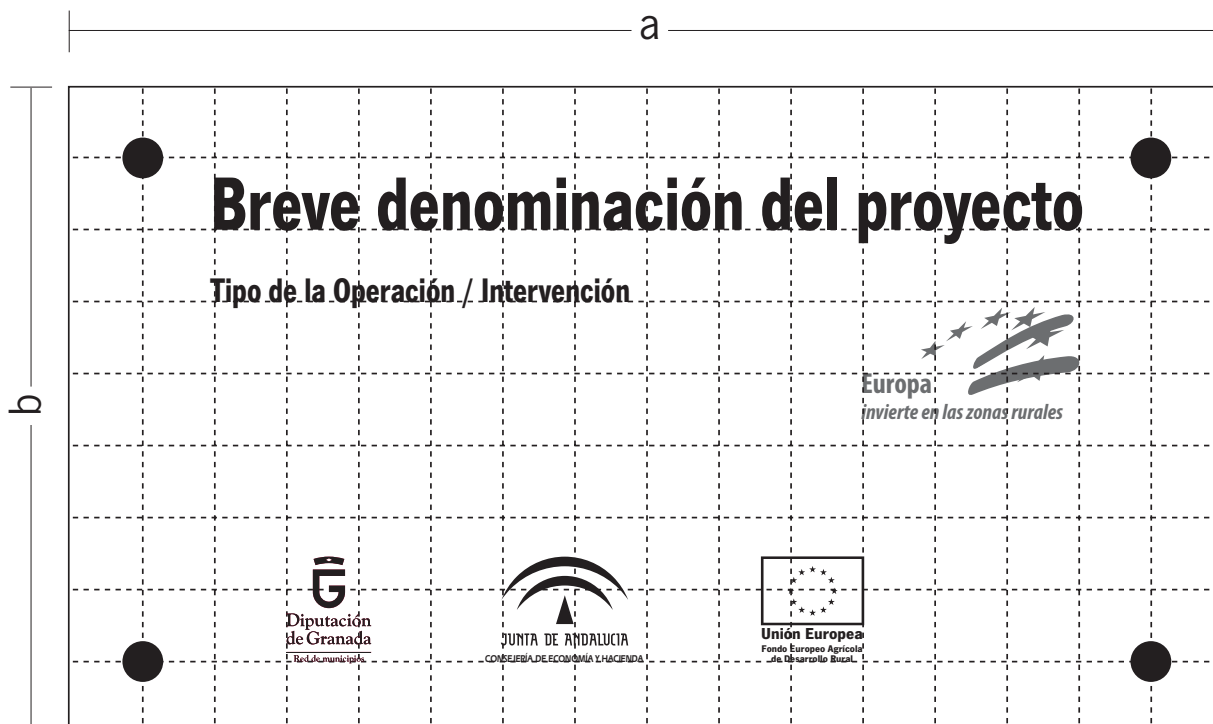 a
b
Breve denominación del proyecto
Tipo de la Operación / Intervención
Europa
invierte en las zonas rurales
Diputación
de Granada
Red de municipios
JUNTA DE ANDALUCIA
CONSEJERÍA DE ECONOMÍA Y HACIENDA
Unión Europea
Fondo Europeo Agrícola
de Desarrollo Rural